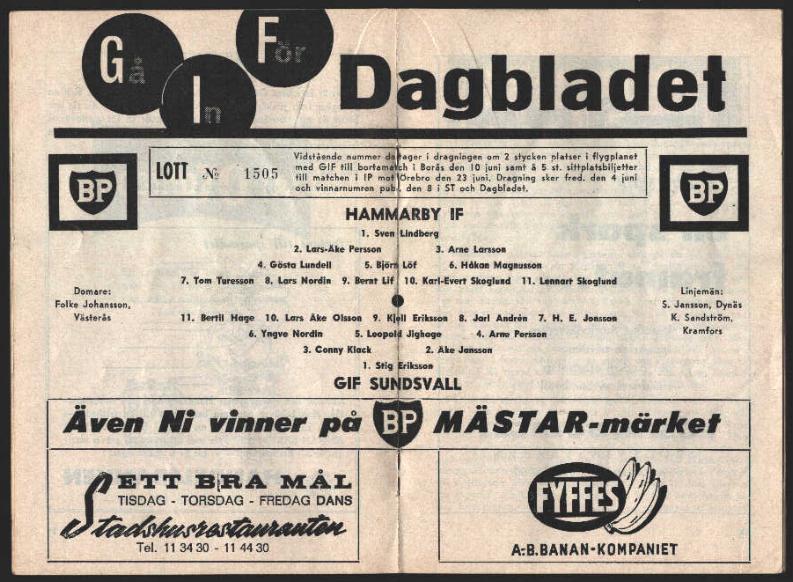 Gå In För Dagbladet
BP
LOTT № 1505
Vidstående nummer deltager i dragningen om 2 stycken platser i flygplanet
med GIF till bortamatch i Borås den 10 juni samt å 5 st. sittplatsbiljetter
till matchen i IP mot Örebro den 23 juni. Dragning sker fred. den 4 juni
och vinnarnumren publ. den 8 i ST och Dagbladet.
BP
HAMMARBY IF
1. Sven Lindberg
2. Lars-Åke Persson 3. Arne Larsson
4. Gösta Lundell 5. Björn Löf 6. Håkan Magnusson
7. Tom Turesson 8. Lars Nordin 9. Bernt Lif 10. Karl-Evert Skoglund 11. Lennart Skoglund
Domare:
Folke Johansson,
Västerås
Linjemän:
S. Jansson, Dynäs
K. Sandström,
Kramfors
11. Bertil Hage 10. Lars Åke Olsson 9. Kjell Eriksson 8. Jarl Andrén 7. H. E. Jonsson
6. Yngve Nordin 5. Leopold Jighage 4. Arne Persson
3. Conny Klack 2. Åke Jansson
1. Stig Eriksson
GIF SUNDSVALL
Även Ni vinner på BP MÄSTAR-märket
ETT BRA MÅL
TISDAG - TORSDAG - FREDAG DANS
Stadshusrestauranten
Tel. 11 34 30 - 11 44 30
FYFFES
A.-B. BANAN-KOMPANIET